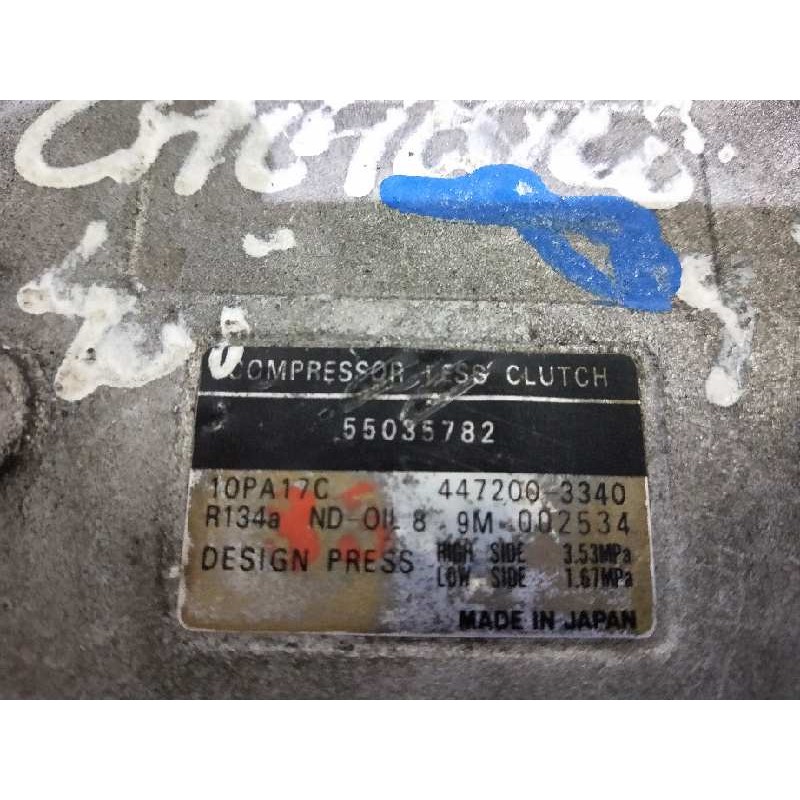 COMPRESSOR LESS CLUTCH
55035782
10PA17C 447200-3340
R134a ND-OIL 8 9M 002534
DESIGN PRESS HIGH SIDE 3.53MPa
LOW SIDE 1.67MPa
MADE IN JAPAN